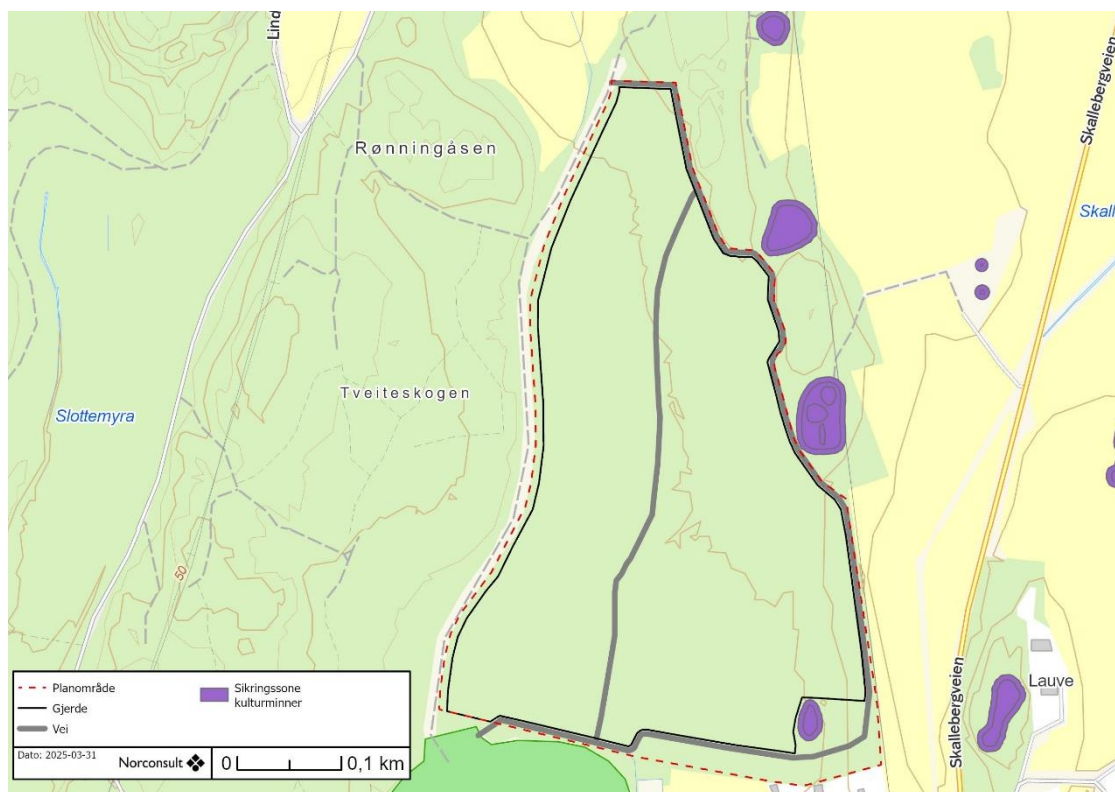 Lind
Rønningåsen
Skallebergveien
Skall
Tveiteskogen
Slottemyra
50
Skallebergveien
Lauve
Planområde
Gjerde
Vei
Sikringssone
kulturminner
Dato: 2025-03-31
Norconsult
0 0,1 km